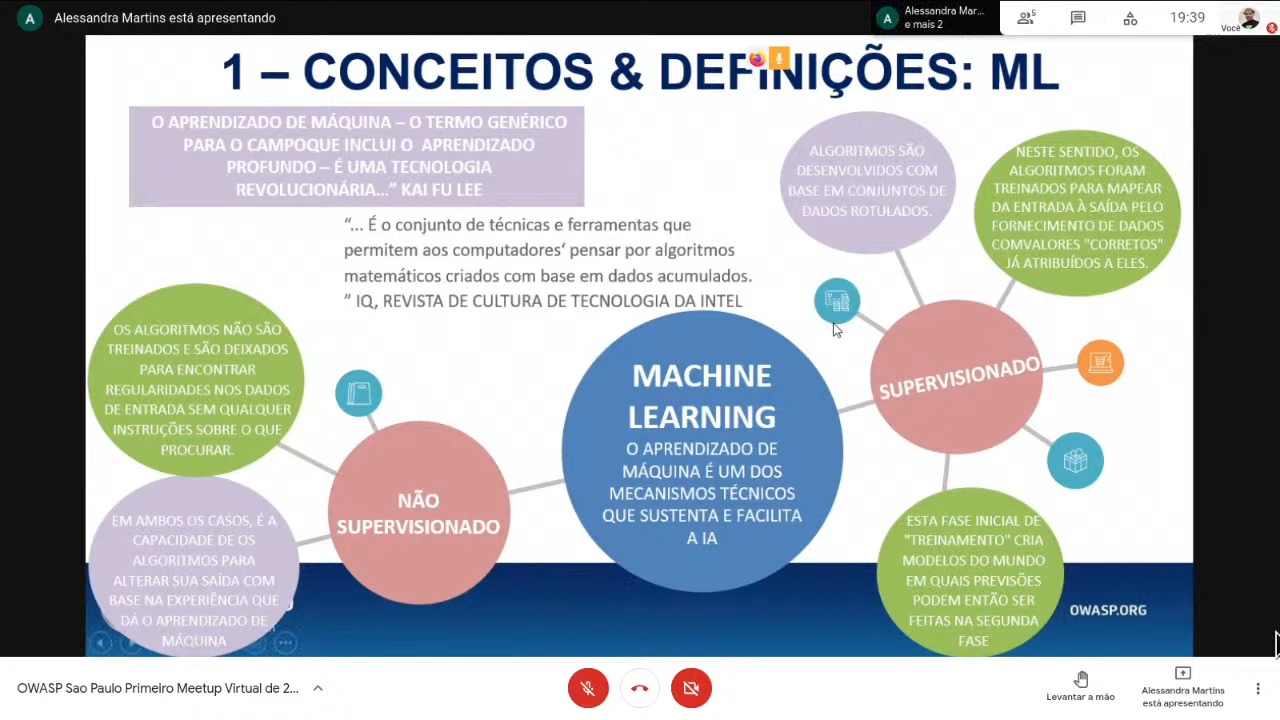 A
Alessandra Martins está apresentando
A
Alessandra Mar...
e mais 2
5
19:39
Você
1 – CONCEITOS & DEFINIÇÕES: ML
O APRENDIZADO DE MÁQUINA – O TERMO GENÉRICO
PARA O CAMPOQUE INCLUI O APRENDIZADO
PROFUNDO – É UMA TECNOLOGIA
REVOLUCIONÁRIA...” KAI FU LEE
“... É o conjunto de técnicas e ferramentas que
permitem aos computadores‘ pensar por algoritmos
matemáticos criados com base em dados acumulados.
” IQ, REVISTA DE CULTURA DE TECNOLOGIA DA INTEL
ALGORITMOS SÃO
DESENVOLVIDOS COM
BASE EM CONJUNTOS DE
DADOS ROTULADOS.
NESTE SENTIDO, OS
ALGORITMOS FORAM
TREINADOS PARA MAPEAR
DA ENTRADA À SAÍDA PELO
FORNECIMENTO DE DADOS
COMVALORES "CORRETOS"
JÁ ATRIBUÍDOS A ELES.
OS ALGORITMOS NÃO SÃO
TREINADOS E SÃO DEIXADOS
PARA ENCONTRAR
REGULARIDADES NOS DADOS
DE ENTRADA SEM QUALQUER
INSTRUÇÕES SOBRE O QUE
PROCURAR.
MACHINE
LEARNING
O APRENDIZADO DE
MÁQUINA É UM DOS
MECANISMOS TÉCNICOS
QUE SUSTENTA E FACILITA
A IA
SUPERVISIONADO
NÃO
SUPERVISIONADO
EM AMBOS OS CASOS, É A
CAPACIDADE DE OS
ALGORITMOS PARA
ALTERAR SUA SAÍDA COM
BASE NA EXPERIÊNCIA QUE
DÁ O APRENDIZADO DE
MÁQUINA
ESTA FASE INICIAL DE
"TREINAMENTO" CRIA
MODELOS DO MUNDO
EM QUAIS PREVISÕES
PODEM ENTÃO SER
FEITAS NA SEGUNDA
FASE
OWASP.ORG
OWASP Sao Paulo Primeiro Meetup Virtual de 2...
Levantar a mão
Alessandra Martins
está apresentando